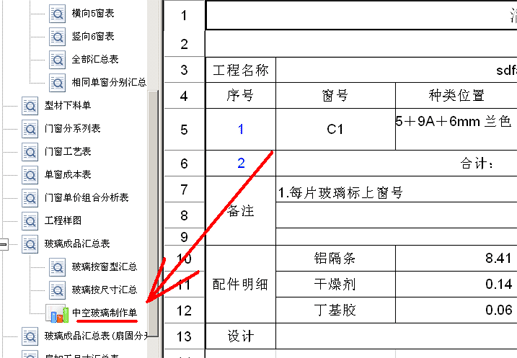 横向5窗表
竖向6窗表
全部汇总表
相同单窗分别汇总
型材下料单
门窗分系列表
门窗工艺表
单窗成本表
门窗单价组合分析表
工程样图
玻璃成品汇总表
玻璃按窗型汇总
玻璃按尺寸汇总
中空玻璃制作单
玻璃成品汇总表(扇固分
1
2
3 工程名称 sdf
4 序号 窗号 种类位置
5 1 C1 5+9A+6mm 兰色
6 2 合计:
7 1.每片玻璃标上窗号
8 备注
9
10 铝隔条 8.41
11 配件明细 干燥剂 0.14
12 丁基胶 0.06
13 设计